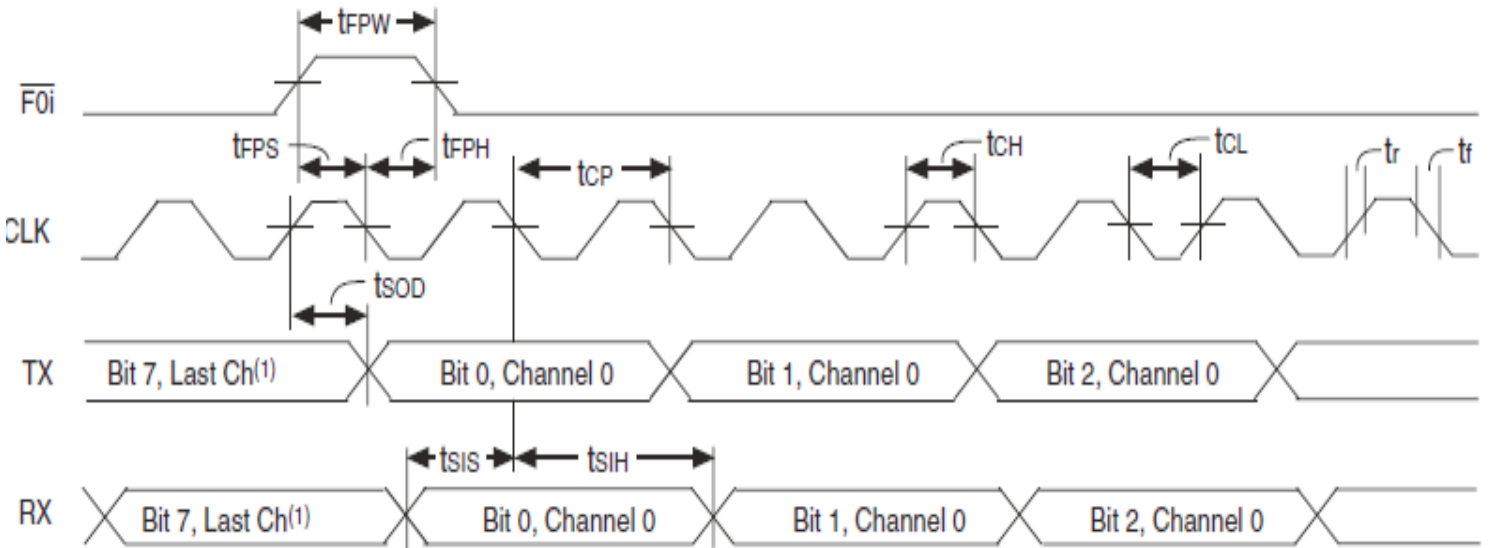 tFPW
F0i
tFPS tFPH tCP tCH tCL tr tf
CLK
tSOD
TX Bit 7, Last Ch(1) Bit 0, Channel 0 Bit 1, Channel 0 Bit 2, Channel 0
tSIS tSIH
RX Bit 7, Last Ch(1) Bit 0, Channel 0 Bit 1, Channel 0 Bit 2, Channel 0